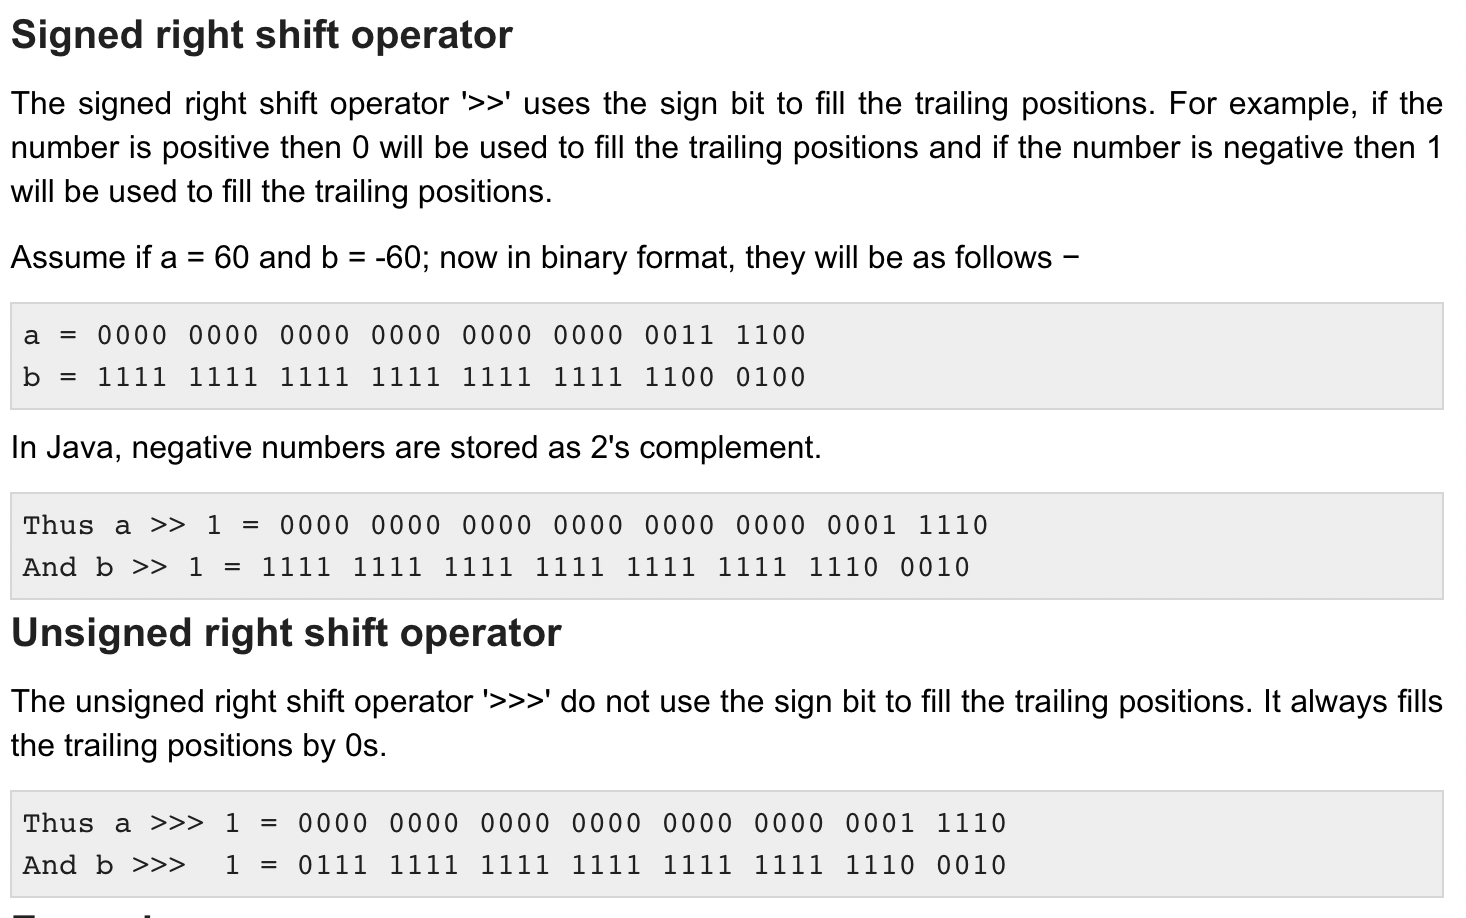 Signed right shift operator
The signed right shift operator '>>' uses the sign bit to fill the trailing positions. For example, if the
number is positive then 0 will be used to fill the trailing positions and if the number is negative then 1
will be used to fill the trailing positions.
Assume if a = 60 and b = -60; now in binary format, they will be as follows −
a = 0000 0000 0000 0000 0000 0000 0011 1100
b = 1111 1111 1111 1111 1111 1111 1100 0100
In Java, negative numbers are stored as 2's complement.
Thus a >> 1 = 0000 0000 0000 0000 0000 0000 0001 1110
And b >> 1 = 1111 1111 1111 1111 1111 1111 1110 0010
Unsigned right shift operator
The unsigned right shift operator '>>>' do not use the sign bit to fill the trailing positions. It always fills
the trailing positions by 0s.
Thus a >>> 1 = 0000 0000 0000 0000 0000 0000 0001 1110
And b >>>  1 = 0111 1111 1111 1111 1111 1111 1110 0010